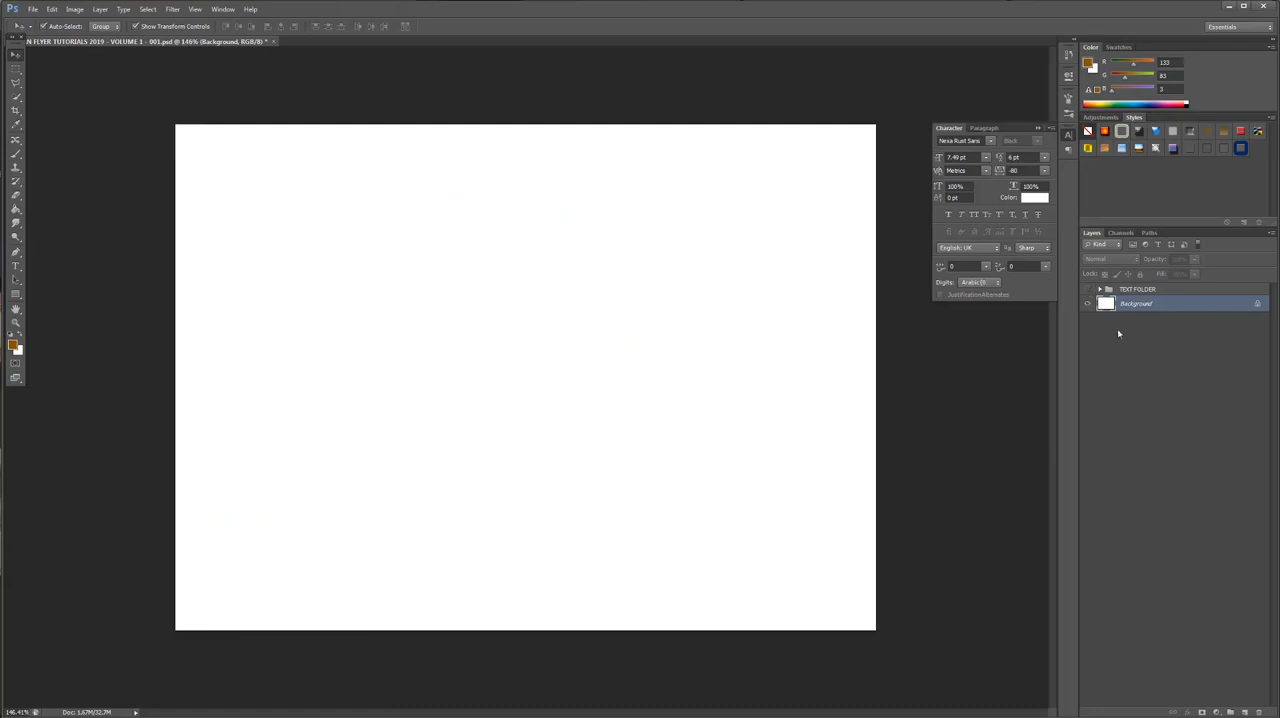 Ps File Edit Image Layer Type Select Filter View Window Help
Auto-Select: Group Show Transform Controls Essentials
N FLYER TUTORIALS 2019 - VOLUME 1 - 001.psd @ 146% (Background, RGB/8) * ×
Color Swatches
R 133
G 83
B 3
Adjustments Styles
Character Paragraph
Nexa Rust Sans Black
7.49 pt 6 pt
Metrics -80
100% 100%
0 pt Color:
English: UK Sharp
0 0
Digits: Arabic (ا...
Justification Alternates
Layers Channels Paths
Kind
Normal Opacity:
Lock: Fill:
TEXT FOLDER
Background
146.41% Doc: 1.67M/32.7M